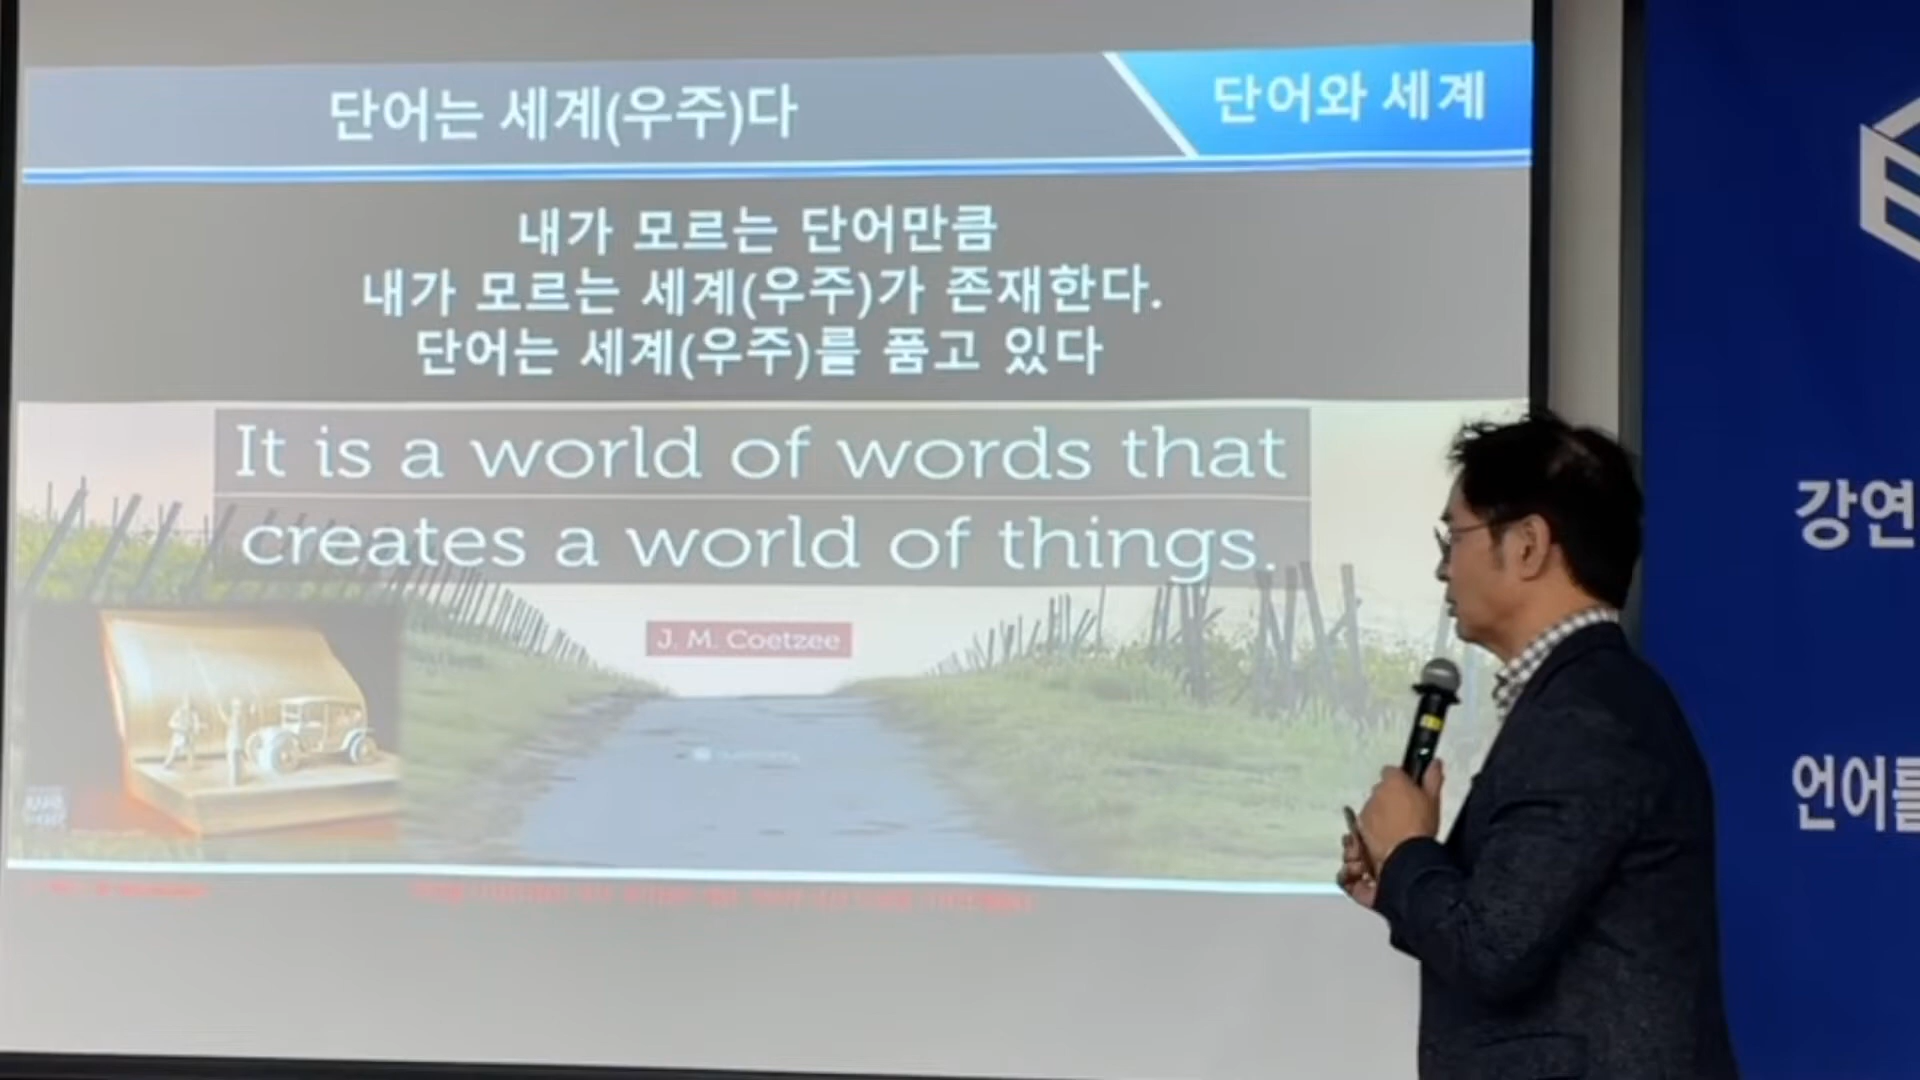 단어는 세계(우주)다
단어와 세계
내가 모르는 단어만큼
내가 모르는 세계(우주)가 존재한다.
단어는 세계(우주)를 품고 있다
It is a world of words that
creates a world of things.
J. M. Coetzee
강연
언어를